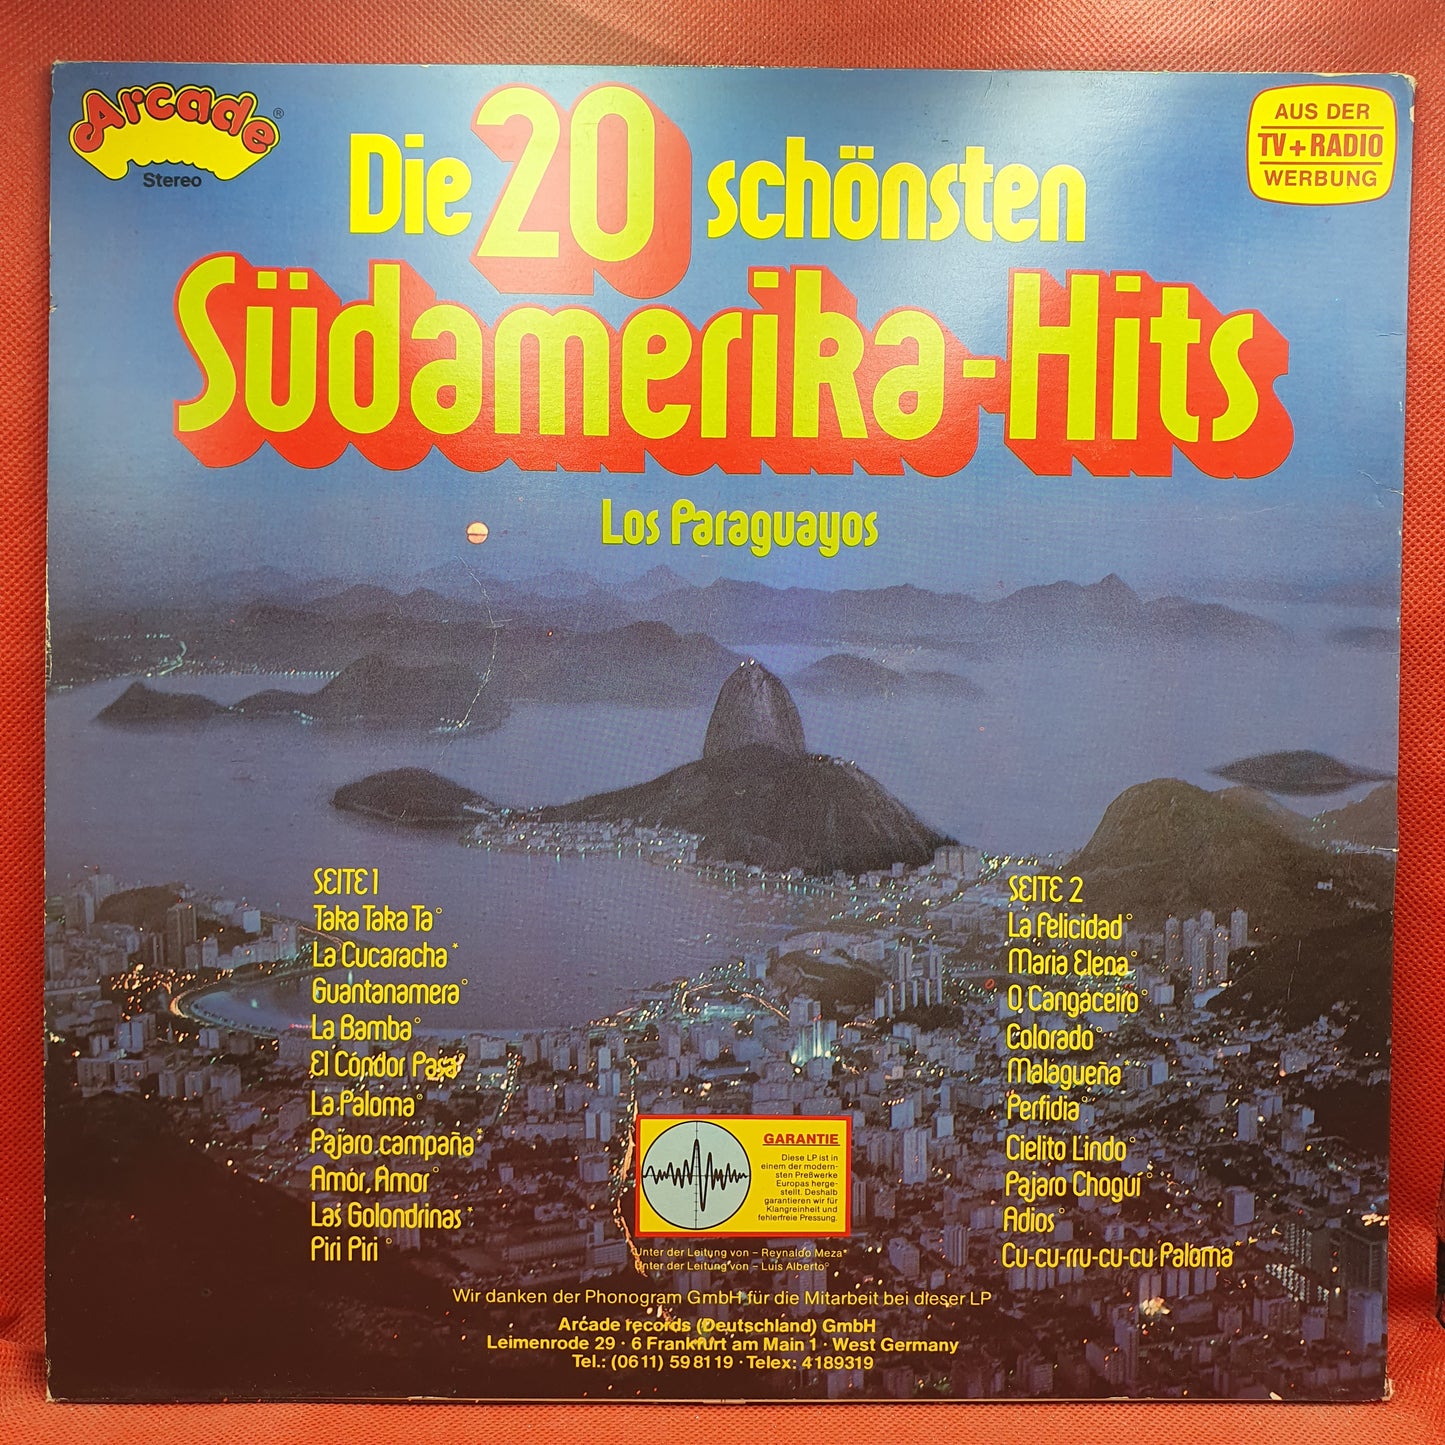 Arcade®
Stereo
AUS DER
TV+RADIO
WERBUNG
Die 20 schönsten
Südamerika-Hits
Los Paraguayos
SEITE 1
Taka Taka Ta°
La Cucaracha*
Guantanamera°
La Bamba°
El Cóndor Pasa
La Paloma°
Pajaro campaña*
Amor, Amor°
Las Golondrinas*
Piri Piri°
SEITE 2
La Felicidad°
Maria Elena°
O Cangaceiro°
Colorado°
Malagueña*
Perfidia°
Cielito Lindo°
Pajaro Choguí°
Adios°
Cu-cu-rru-cu-cu Paloma*
GARANTIE
Diese LP ist in
einem der modern-
sten Preßwerke
Europas herge-
stellt. Deshalb
garantieren wir für
Klangreinheit und
fehlerfreie Pressung.
Unter der Leitung von – Reynaldo Meza*
Unter der Leitung von – Luis Alberto°
Wir danken der Phonogram GmbH für die Mitarbeit bei dieser LP
Arcade records (Deutschland) GmbH
Leimenrode 29 · 6 Frankfurt am Main 1 · West Germany
Tel.: (0611) 598119 · Telex: 4189319